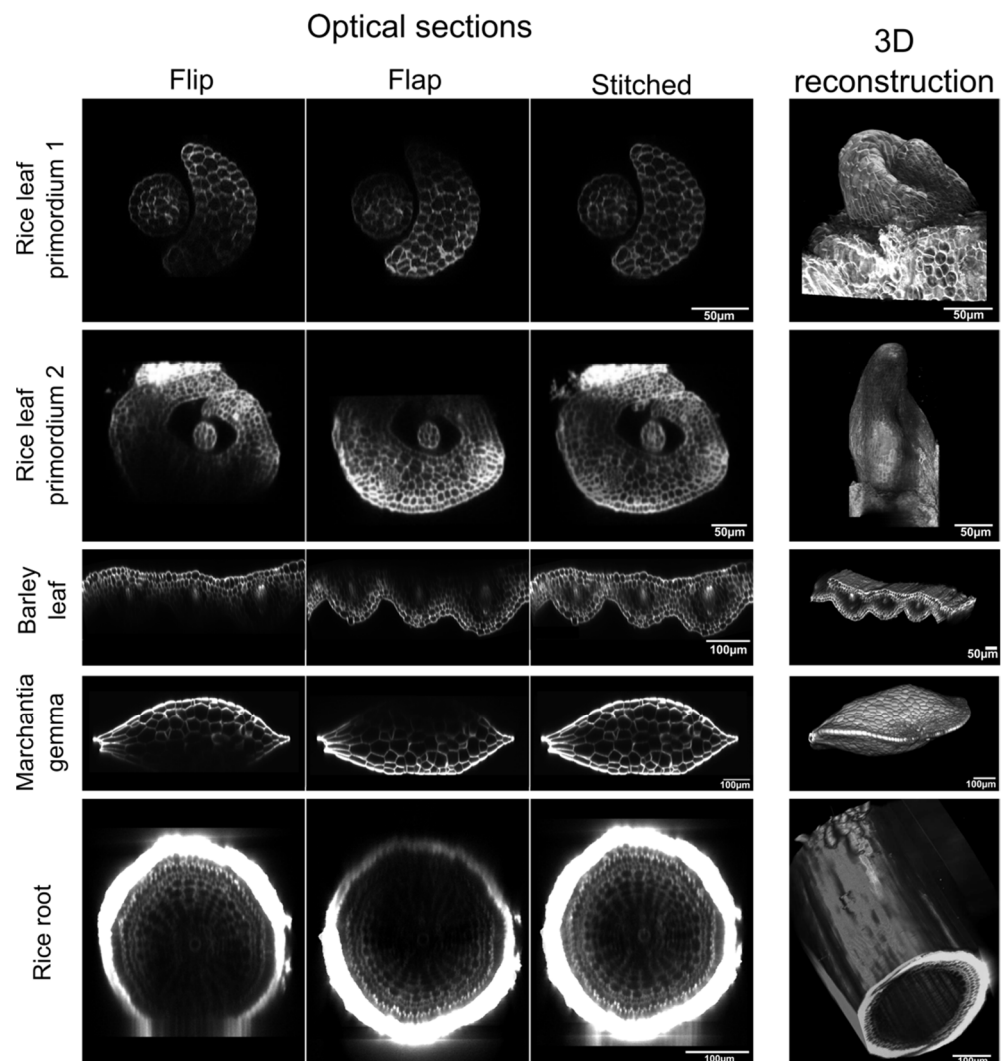 Optical sections
3D
reconstruction
Flip
Flap
Stitched
Rice leaf
primordium 1
50µm
50µm
Rice leaf
primordium 2
50µm
50µm
Barley
leaf
100µm
50µm
Marchantia
gemma
100µm
100µm
Rice root
100µm
100µm